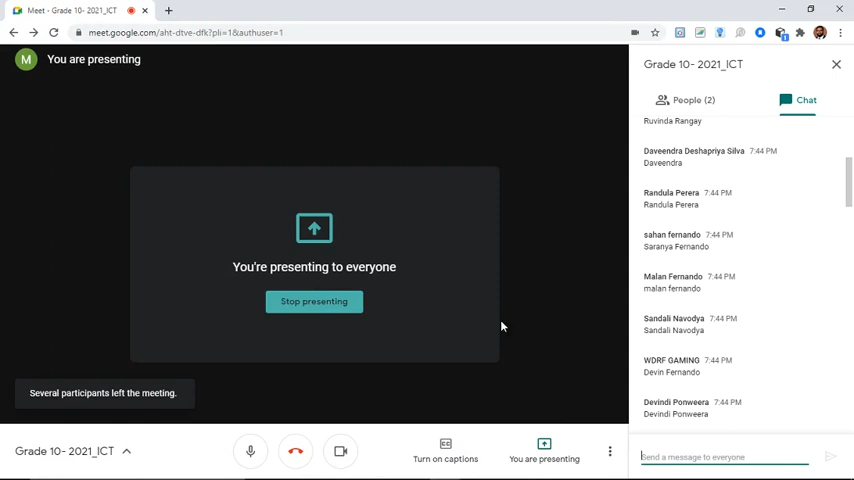 Meet - Grade 10- 2021_ICT
meet.google.com/aht-dtve-dfk?pli=1&authuser=1
M You are presenting
You're presenting to everyone
Stop presenting
Several participants left the meeting.
Grade 10- 2021_ICT
Turn on captions
You are presenting
Grade 10- 2021_ICT
People (2) Chat
Ruvinda Rangay
Daveendra Deshapriya Silva 7:44 PM
Daveendra
Randula Perera 7:44 PM
Randula Perera
sahan fernando 7:44 PM
Saranya Fernando
Malan Fernando 7:44 PM
malan fernando
Sandali Navodya 7:44 PM
Sandali Navodya
WDRF GAMING 7:44 PM
Devin Fernando
Devindi Ponweera 7:44 PM
Devindi Ponweera
Send a message to everyone